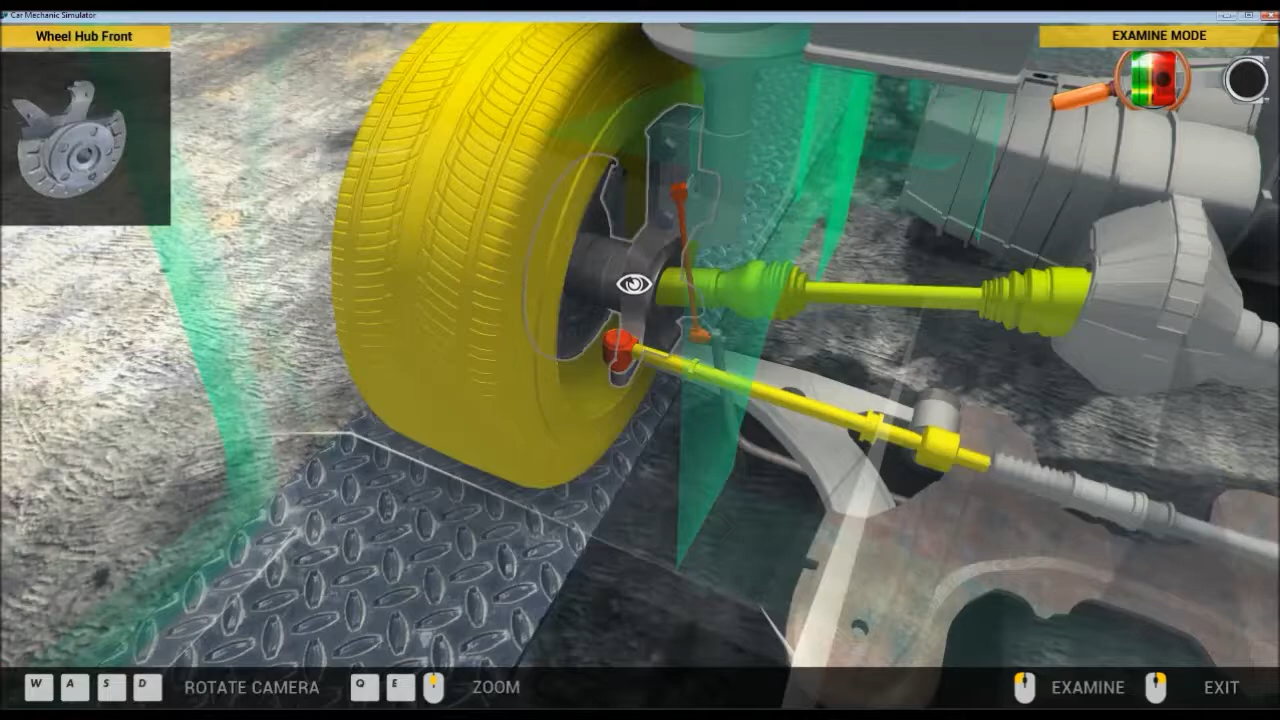 Car Mechanic Simulator
Wheel Hub Front
EXAMINE MODE
W A S D ROTATE CAMERA Q E ZOOM EXAMINE EXIT